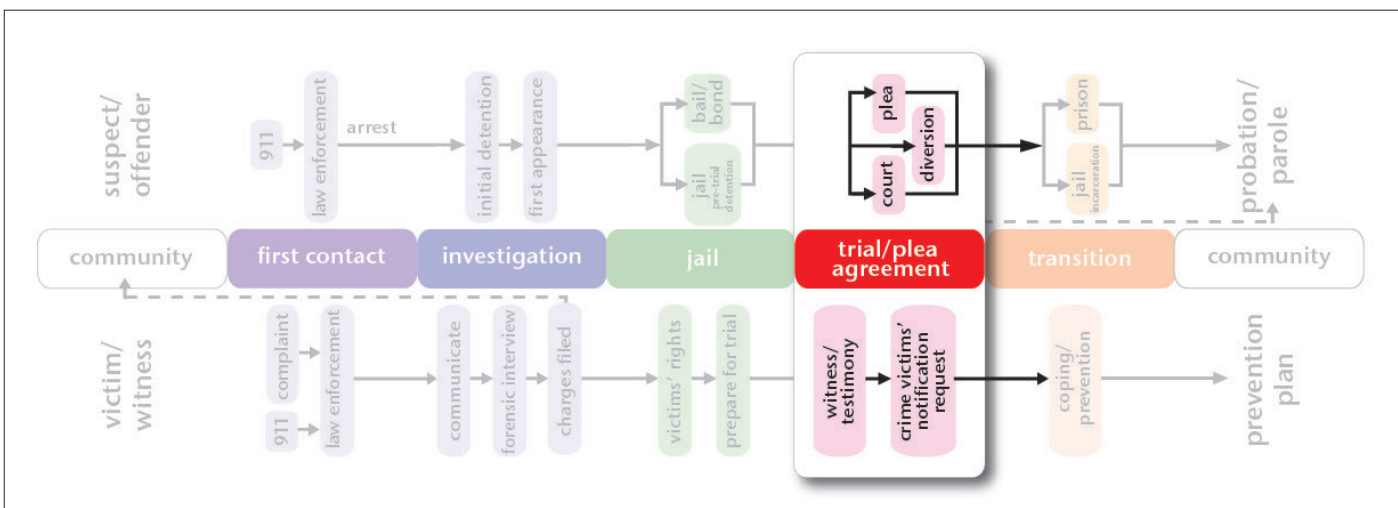 suspect/
offender
911
law enforcement
arrest
initial detention
first appearance
bail/
bond
jail
pre-trial
detention
plea
court
diversion
prison
jail
incarceration
probation/
parole
community
first contact
investigation
jail
trial/plea
agreement
transition
community
victim/
witness
complaint
911
law enforcement
communicate
forensic interview
charges filed
victims’ rights
prepare for trial
witness/
testimony
crime victims’
notification
request
coping/
prevention
prevention
plan